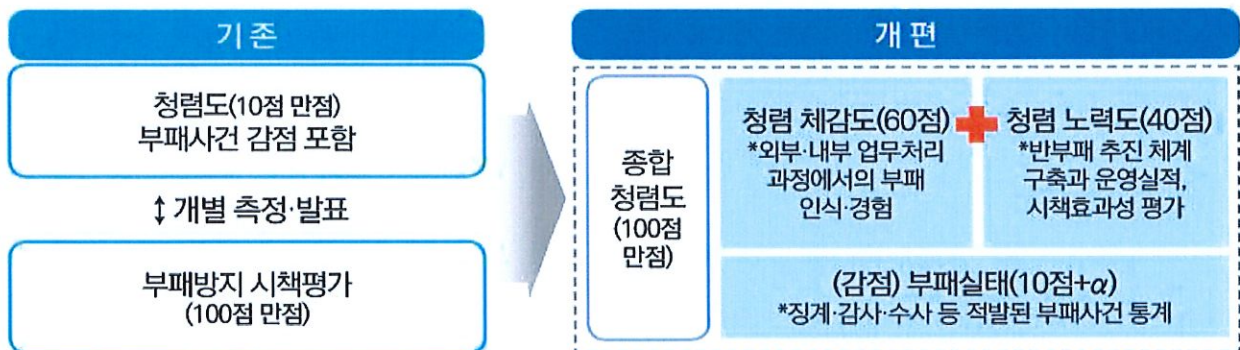 기존
청렴도(10점 만점)
부패사건 감점 포함
↕ 개별 측정·발표
부패방지 시책평가
(100점 만점)
개편
종합
청렴도
(100점
만점)
청렴 체감도(60점)
*외부·내부 업무처리
과정에서의 부패
인식·경험
청렴 노력도(40점)
*반부패 추진 체계
구축과 운영실적,
시책효과성 평가
(감점) 부패실태(10점+α)
*징계·감사·수사 등 적발된 부패사건 통계